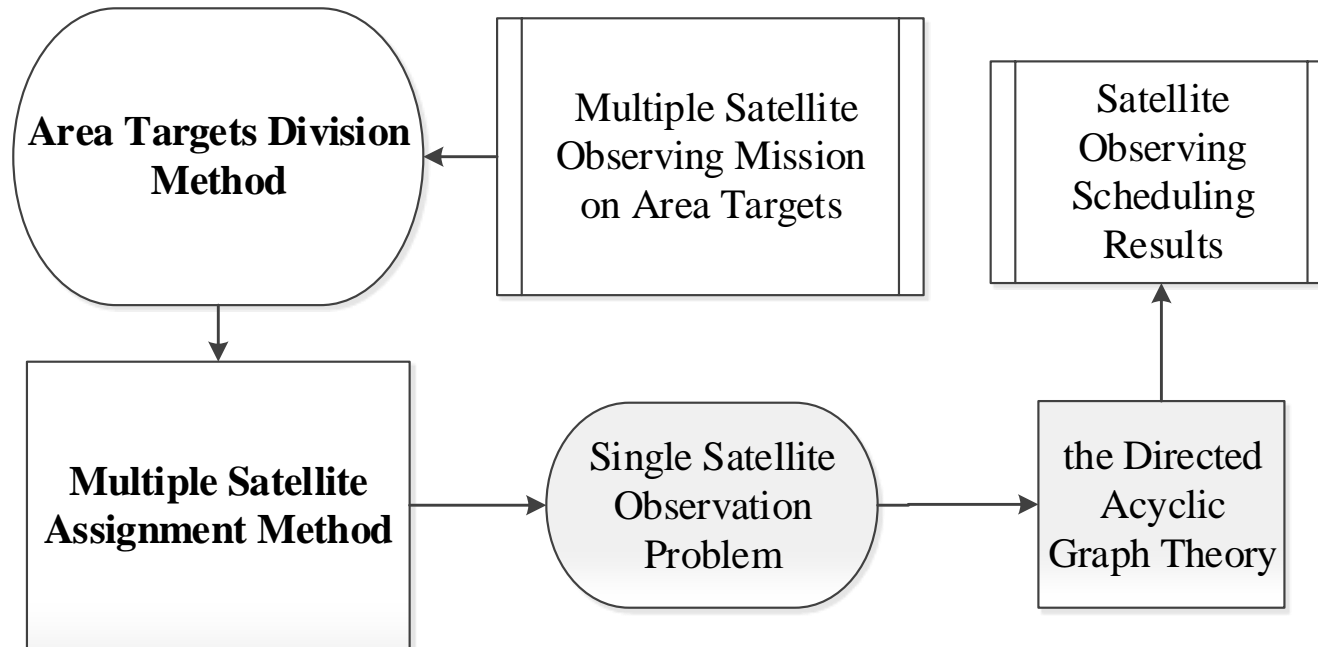 Area Targets Division
Method
Multiple Satellite
Observing Mission
on Area Targets
Satellite
Observing
Scheduling
Results
Multiple Satellite
Assignment Method
Single Satellite
Observation
Problem
the Directed
Acyclic
Graph Theory